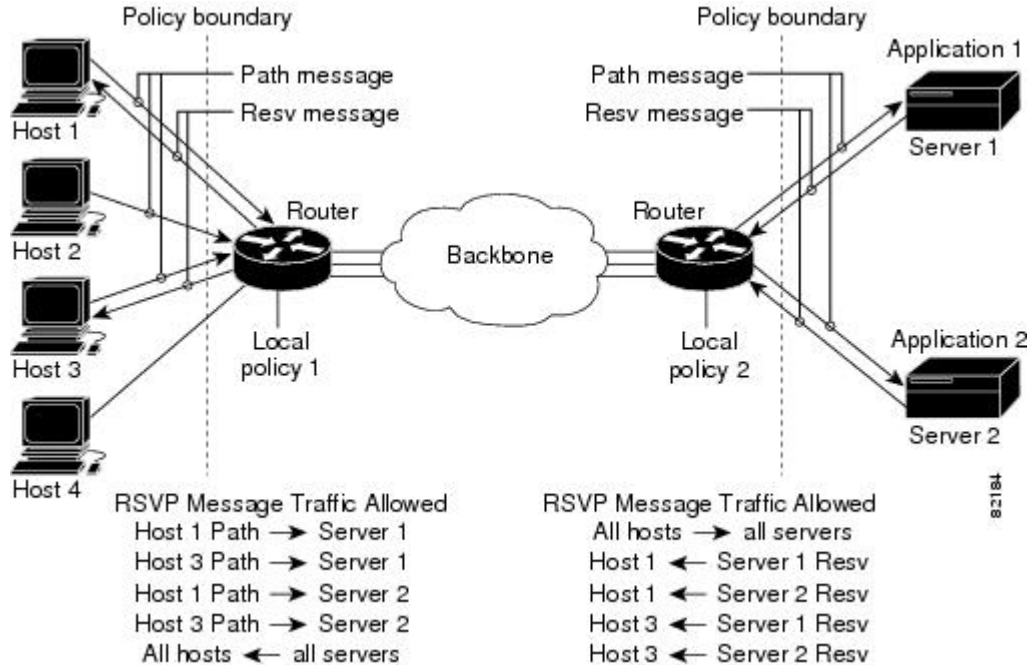 Policy boundary
Policy boundary
Path message
Resv message
Path message
Resv message
Application 1
Host 1
Server 1
Host 2
Router
Backbone
Router
Host 3
Local
policy 1
Local
policy 2
Application 2
Host 4
Server 2
82184
RSVP Message Traffic Allowed
Host 1 Path → Server 1
Host 3 Path → Server 1
Host 1 Path → Server 2
Host 3 Path → Server 2
All hosts ← all servers
RSVP Message Traffic Allowed
All hosts → all servers
Host 1 ← Server 1 Resv
Host 1 ← Server 2 Resv
Host 3 ← Server 1 Resv
Host 3 ← Server 2 Resv